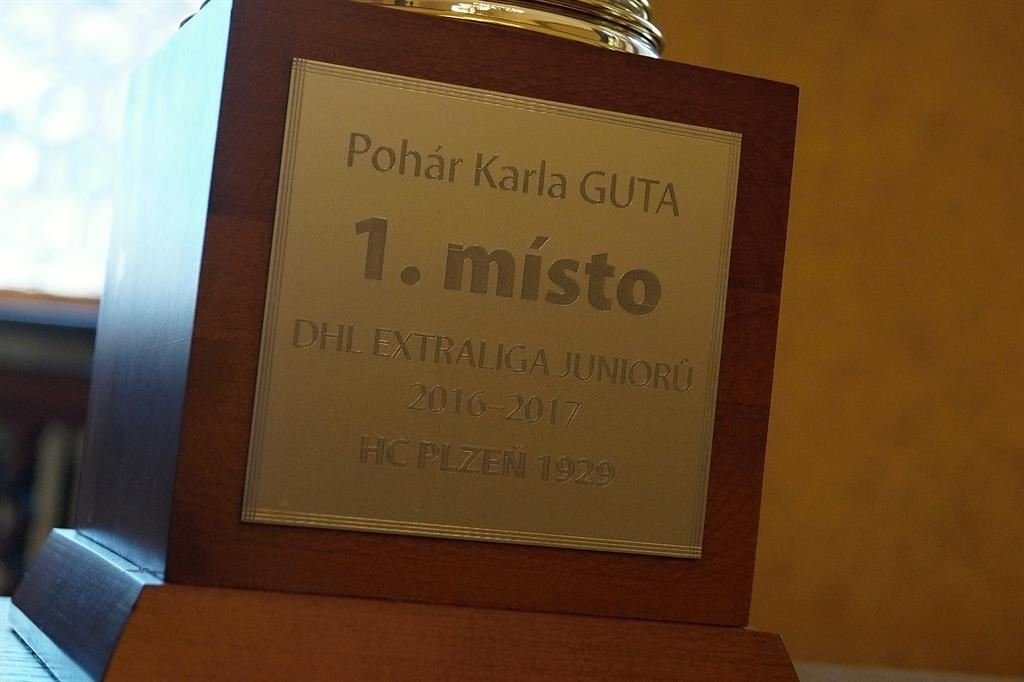 Pohár Karla GUTA
1. místo
DHL EXTRALIGA JUNIORŮ
2016–2017
HC PLZEŇ 1929